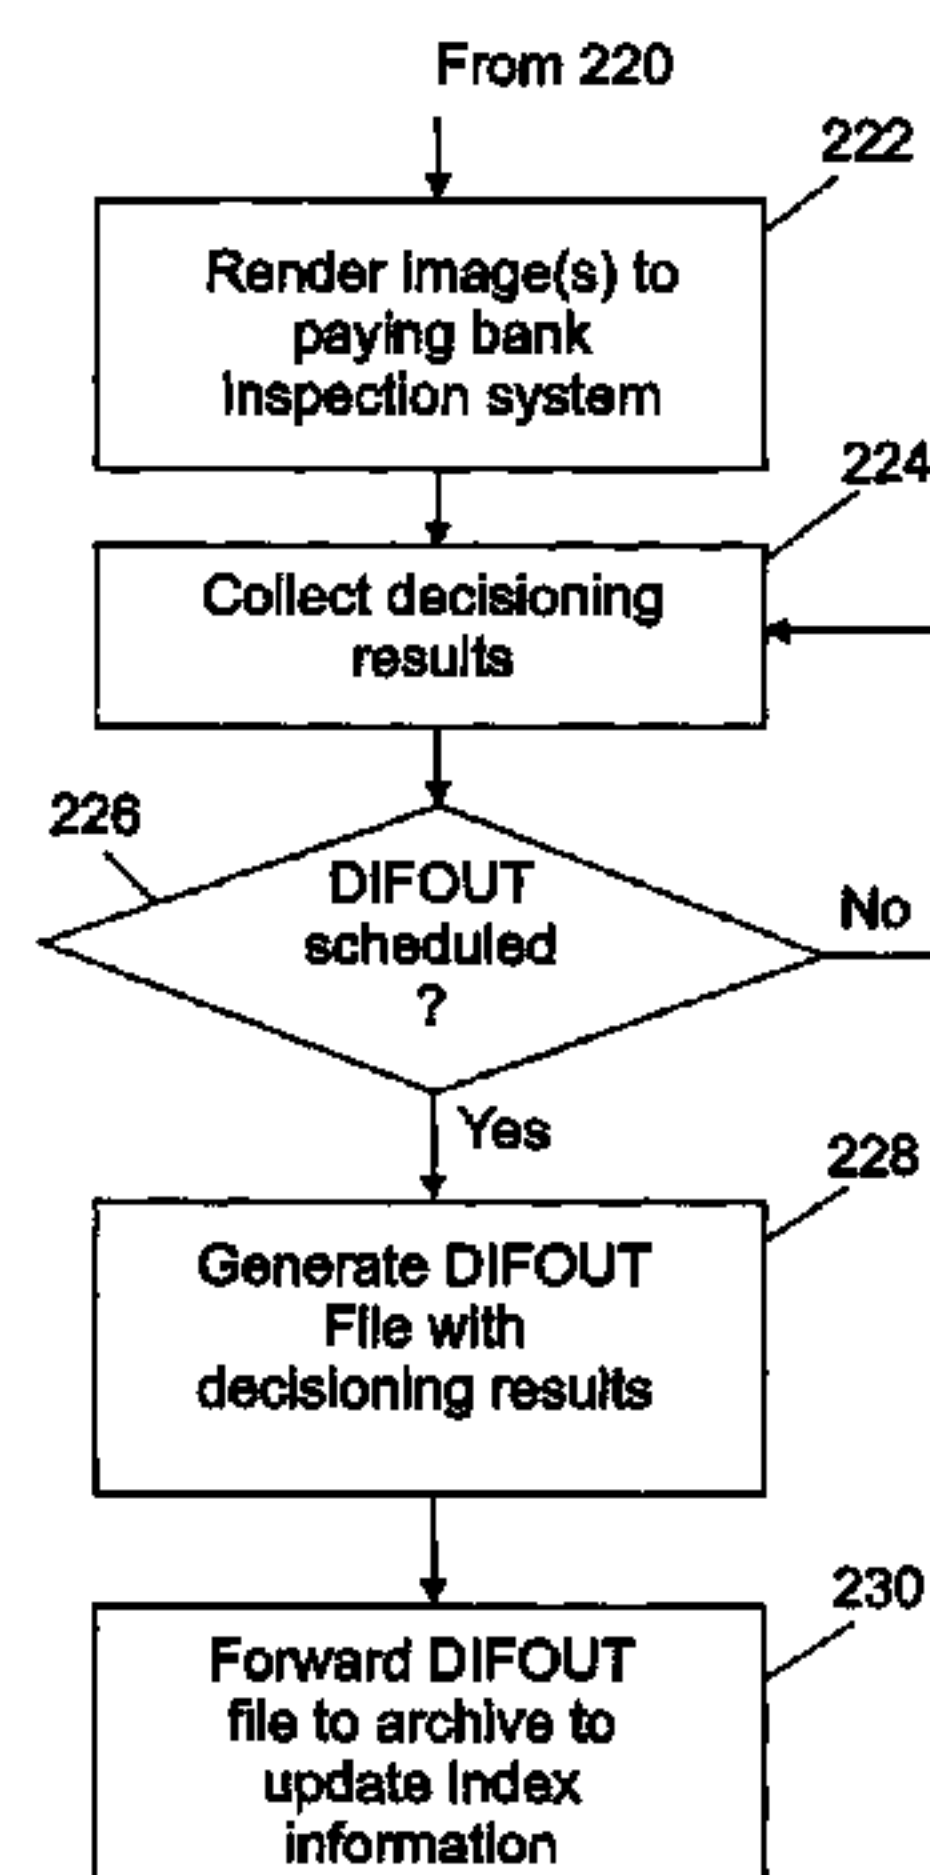 From 220
222
Render image(s) to
paying bank
inspection system
224
Collect decisioning
results
226
DIFOUT
scheduled
?
No
Yes
228
Generate DIFOUT
File with
decisioning results
230
Forward DIFOUT
file to archive to
update index
information